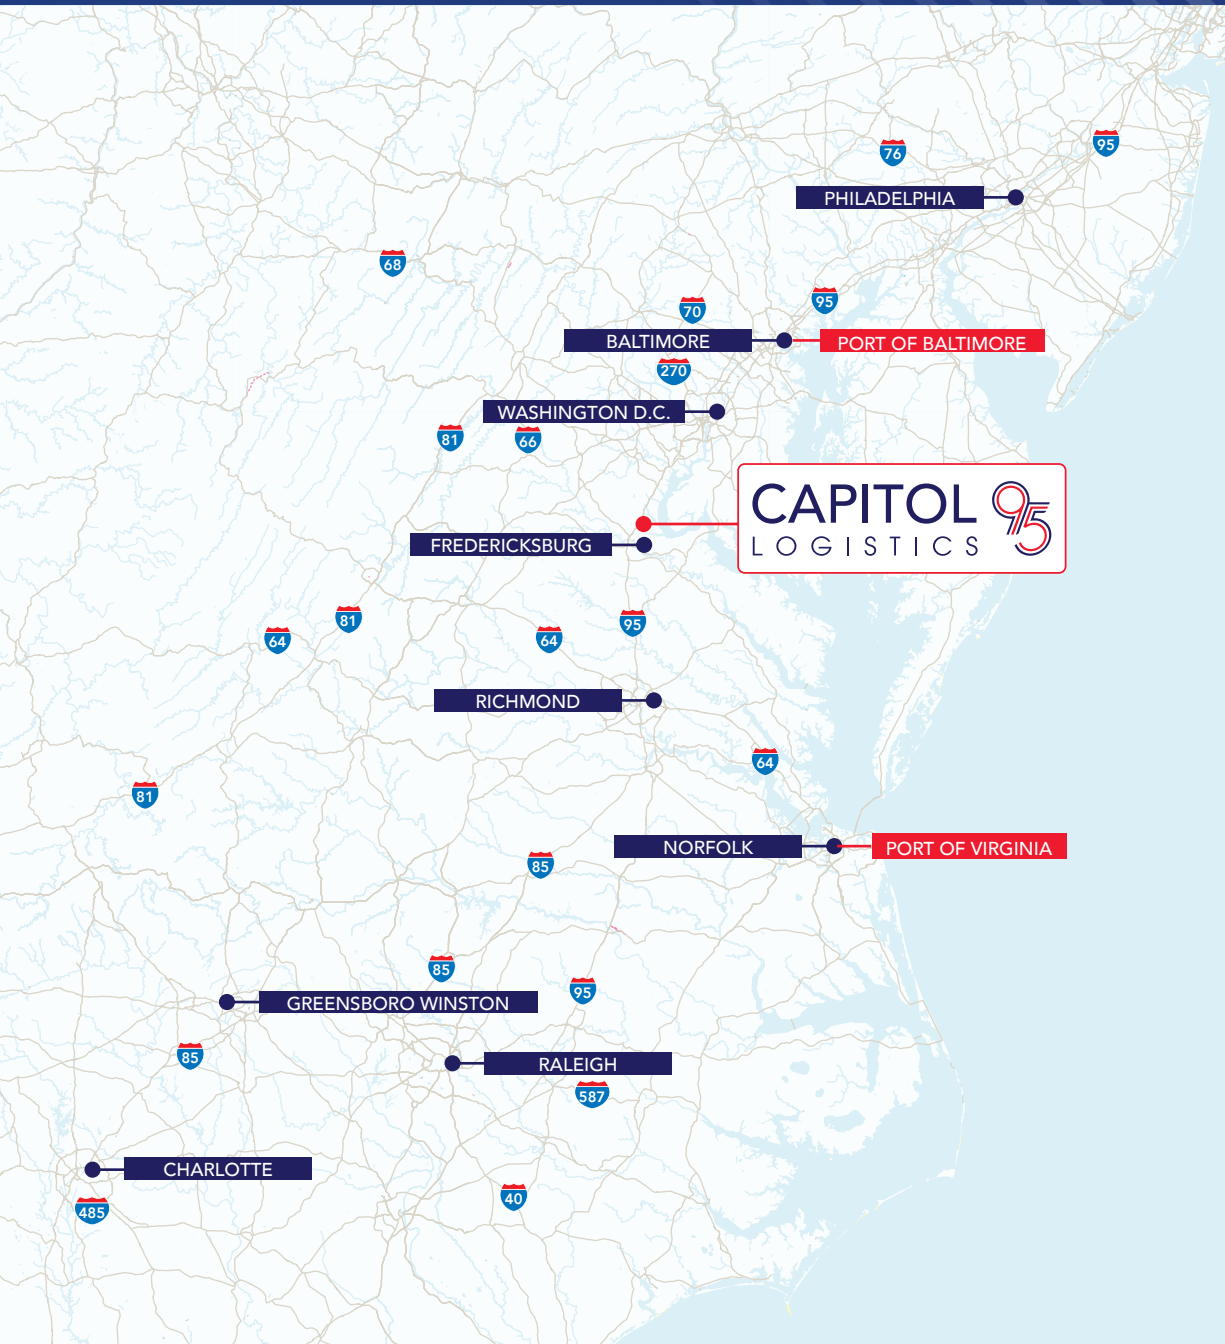 76
95
PHILADELPHIA
68
95
70
BALTIMORE
PORT OF BALTIMORE
270
WASHINGTON D.C.
81
66
CAPITOL 95
LOGISTICS
FREDERICKSBURG
81
95
64
64
RICHMOND
64
81
NORFOLK
PORT OF VIRGINIA
85
85
95
GREENSBORO WINSTON
85
RALEIGH
587
CHARLOTTE
40
485